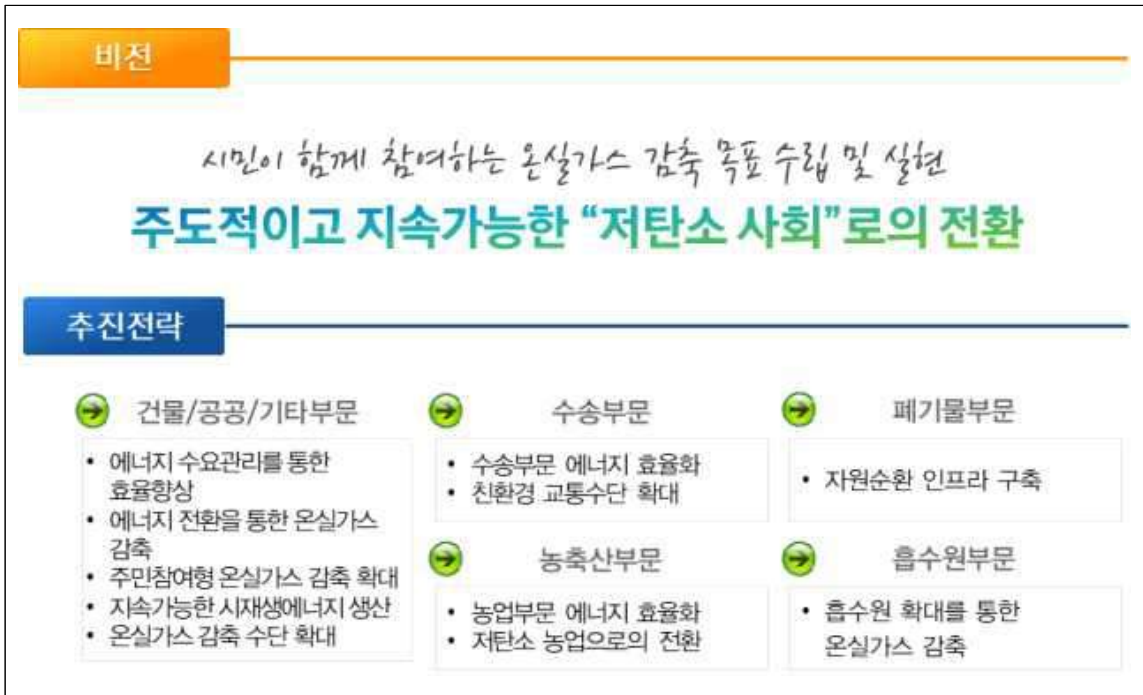 비전
시민이 함께 참여하는 온실가스 감축 목표 수립 및 실현
주도적이고 지속가능한 “저탄소 사회”로의 전환
추진전략
건물/공공/기타부문
• 에너지 수요관리를 통한
효율향상
• 에너지 전환을 통한 온실가스
감축
• 주민참여형 온실가스 감축 확대
• 지속가능한 시재생에너지 생산
• 온실가스 감축 수단 확대
수송부문
• 수송부문 에너지 효율화
• 친환경 교통수단 확대
폐기물부문
• 자원순환 인프라 구축
농축산부문
• 농업부문 에너지 효율화
• 저탄소 농업으로의 전환
흡수원부문
• 흡수원 확대를 통한
온실가스 감축